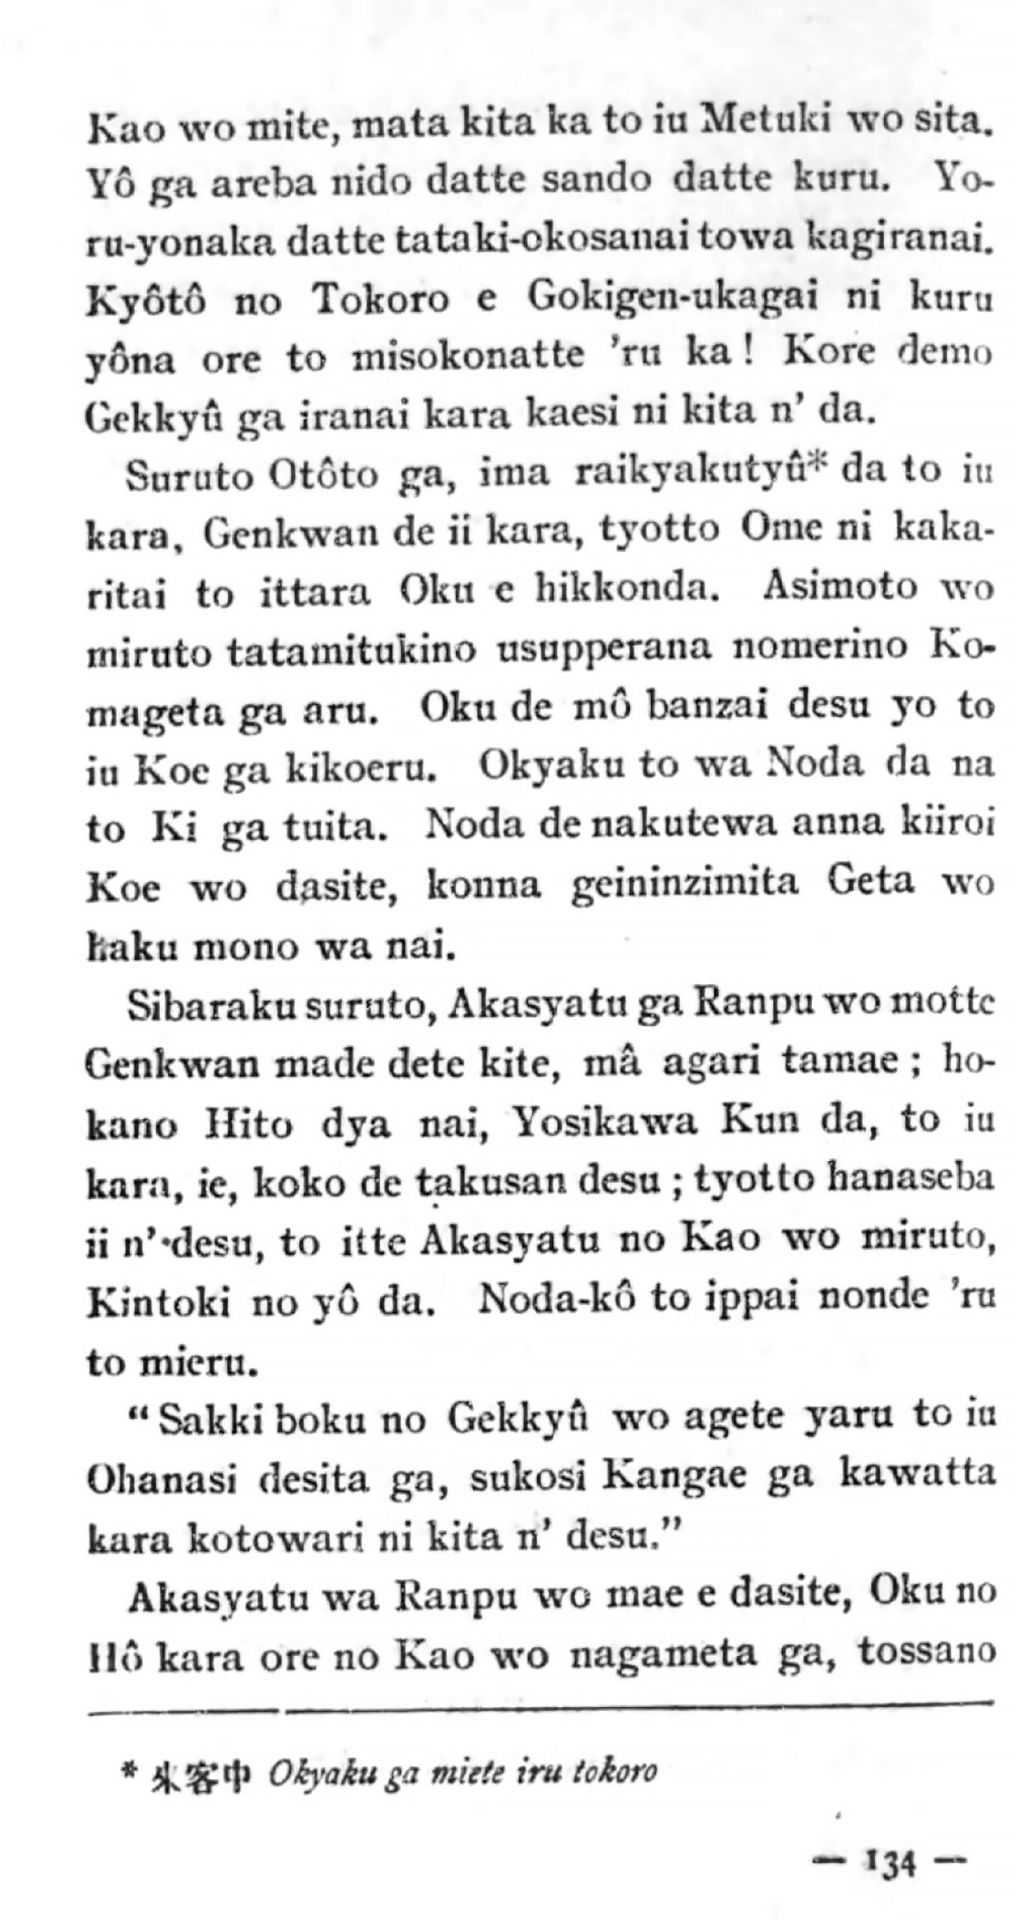 Kao wo mite, mata kita ka to iu Metuki wo sita.
Yô ga areba nido datte sando datte kuru. Yo-
ru-yonaka datte tataki-okosanai towa kagiranai.
Kyôtô no Tokoro e Gokigen-ukagai ni kuru
yôna ore to misokonatte 'ru ka! Kore demo
Gekkyû ga iranai kara kaesi ni kita n' da.
Suruto Otôto ga, ima raikyakutyû* da to iu
kara, Genkwan de ii kara, tyotto Ome ni kaka-
ritai to ittara Oku e hikkonda. Asimoto wo
miruto tatamitukino usupperana nomerino Ko-
mageta ga aru. Oku de mô banzai desu yo to
iu Koe ga kikoeru. Okyaku to wa Noda da na
to Ki ga tuita. Noda de nakutewa anna kiiroi
Koe wo dasite, konna geininzimita Geta wo
haku mono wa nai.
Sibaraku suruto, Akasyatu ga Ranpu wo motte
Genkwan made dete kite, mâ agari tamae; ho-
kano Hito dya nai, Yosikawa Kun da, to iu
kara, ie, koko de takusan desu; tyotto hanaseba
ii n' desu, to itte Akasyatu no Kao wo miruto,
Kintoki no yô da. Noda-kô to ippai nonde 'ru
to mieru.
“Sakki boku no Gekkyû wo agete yaru to iu
Ohanasi desita ga, sukosi Kangae ga kawatta
kara kotowari ni kita n' desu.”
Akasyatu wa Ranpu wo mae e dasite, Oku no
Hô kara ore no Kao wo nagameta ga, tossano
* 來客中 Okyaku ga miete iru tokoro
— 134 —